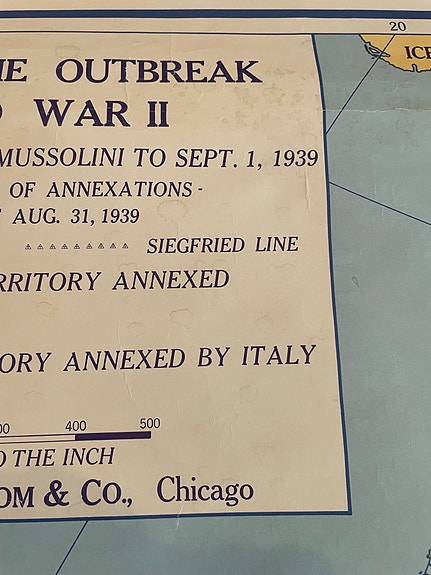 20
ICE
HE OUTBREAK
WAR II
MUSSOLINI TO SEPT. 1, 1939
OF ANNEXATIONS-
AUG. 31, 1939
SIEGFRIED LINE
RRITORY ANNEXED
ORY ANNEXED BY ITALY
00 400 500
O THE INCH
OM & CO., Chicago